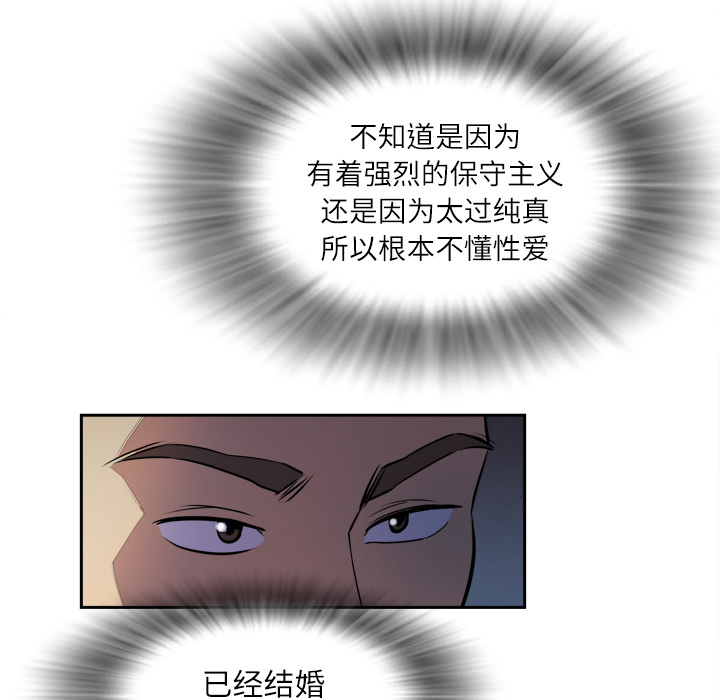 不知道是因为
有着强烈的保守主义
还是因为太过纯真
所以根本不懂性爱
已经结婚